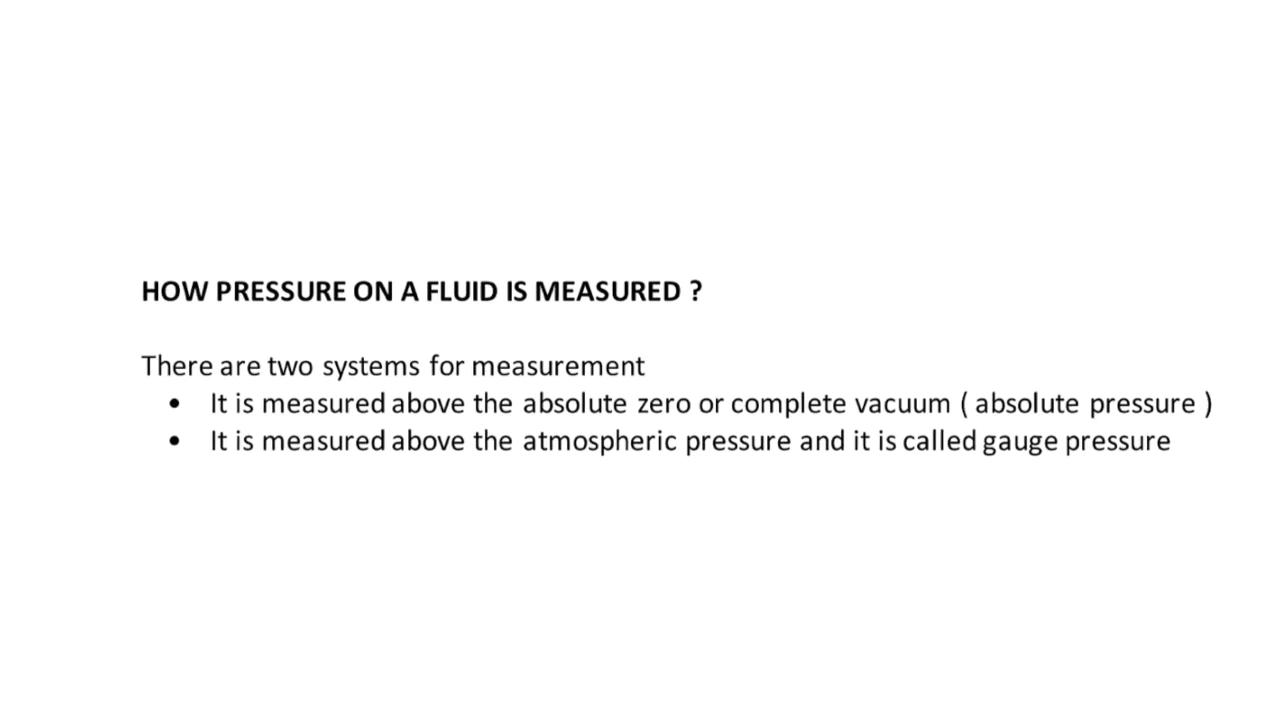 HOW PRESSURE ON A FLUID IS MEASURED ?
There are two systems for measurement
• It is measured above the absolute zero or complete vacuum ( absolute pressure )
• It is measured above the atmospheric pressure and it is called gauge pressure